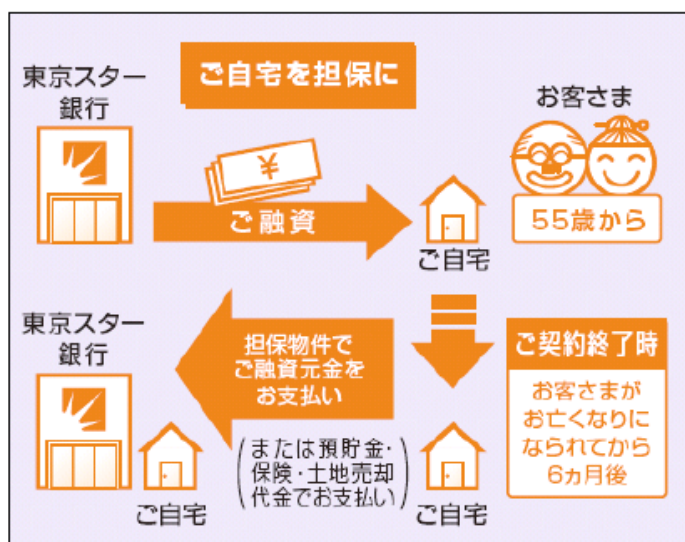 ご自宅を担保に
東京スター
銀行
お客さま
¥
ご融資
55歳から
ご自宅
東京スター
銀行
担保物件で
ご融資元金を
お支払い
ご契約終了時
お客さまが
お亡くなりに
なられてから
6ヵ月後
(または預貯金・
保険・土地売却
代金でお支払い)
ご自宅
ご自宅